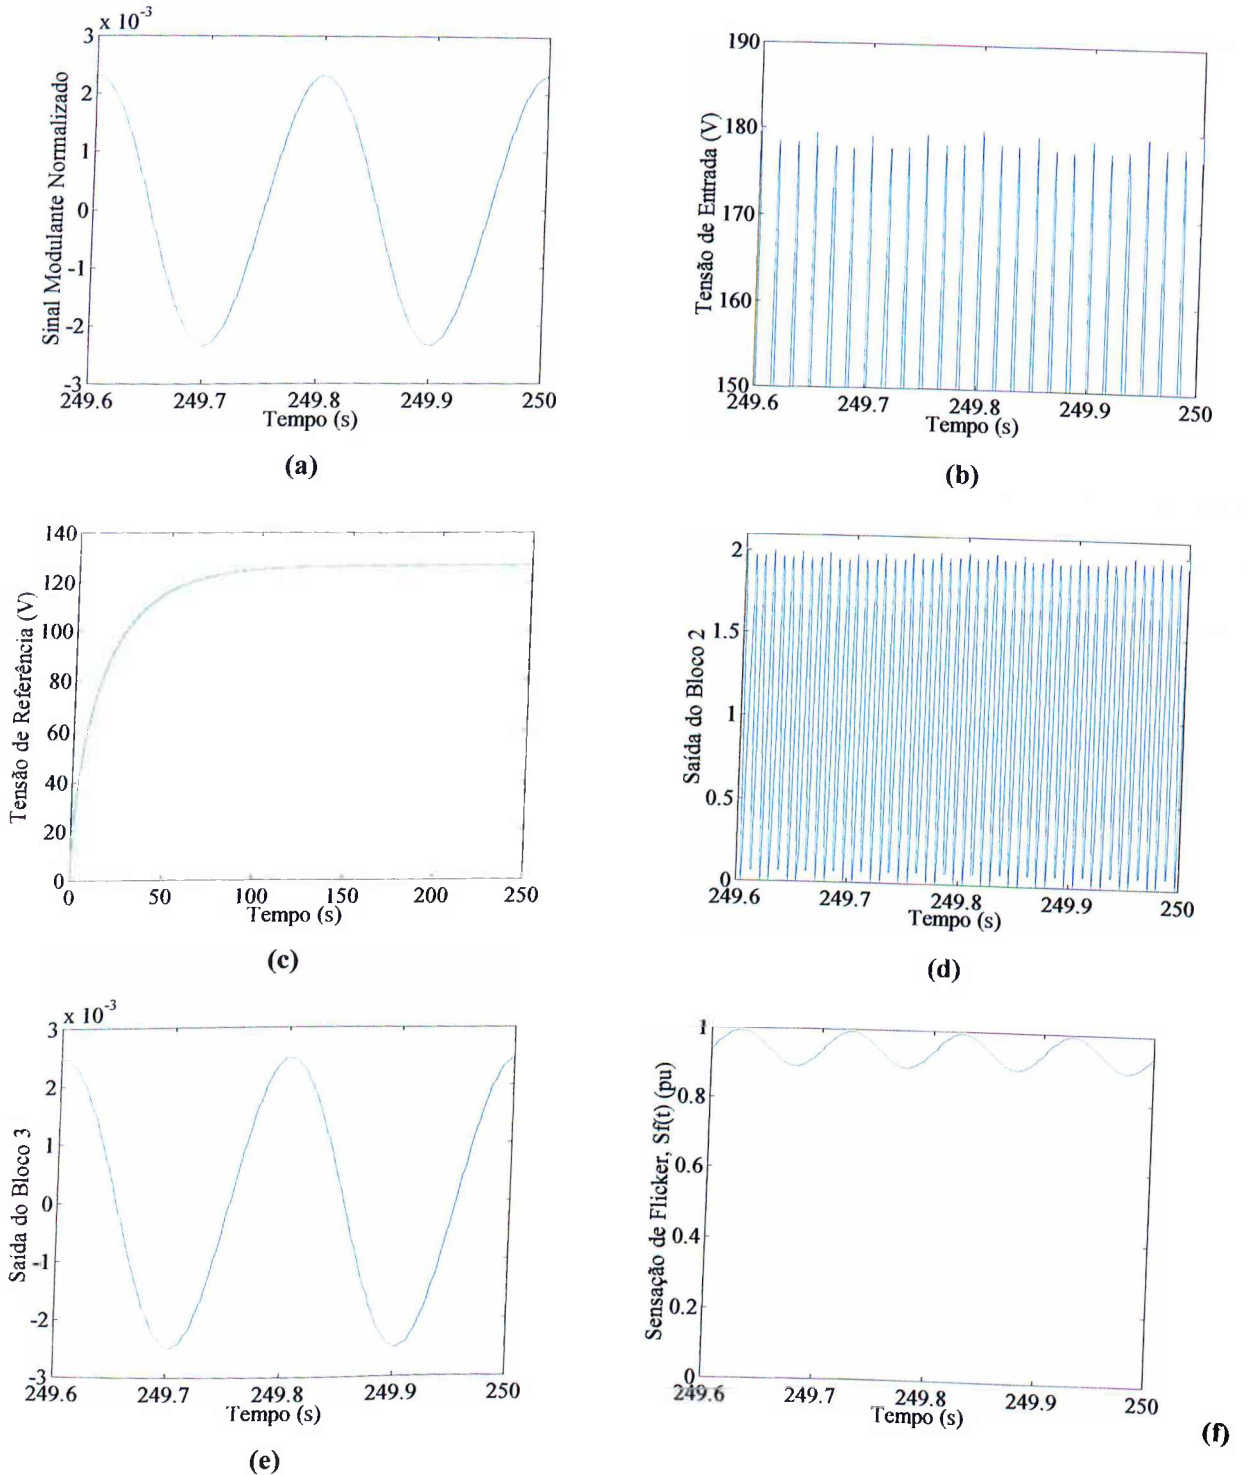 x 10-3
3
2
1
0
-1
-2
-3
Sinal Modulante Normalizado
249.6 249.7 249.8 249.9 250
Tempo (s)
(a)
190
180
170
160
150
Tensão de Entrada (V)
249.6 249.7 249.8 249.9 250
Tempo (s)
(b)
140
120
100
80
60
40
20
0
Tensão de Referência (V)
0 50 100 150 200 250
Tempo (s)
(c)
2
1.5
1
0.5
0
Saída do Bloco 2
249.6 249.7 249.8 249.9 250
Tempo (s)
(d)
x 10-3
3
2
1
0
-1
-2
-3
Saída do Bloco 3
249.6 249.7 249.8 249.9 250
Tempo (s)
(e)
1
0.8
0.6
0.4
0.2
0
Sensação de Flicker, Sf(t) (pu)
249.6 249.7 249.8 249.9 250
Tempo (s)
(f)